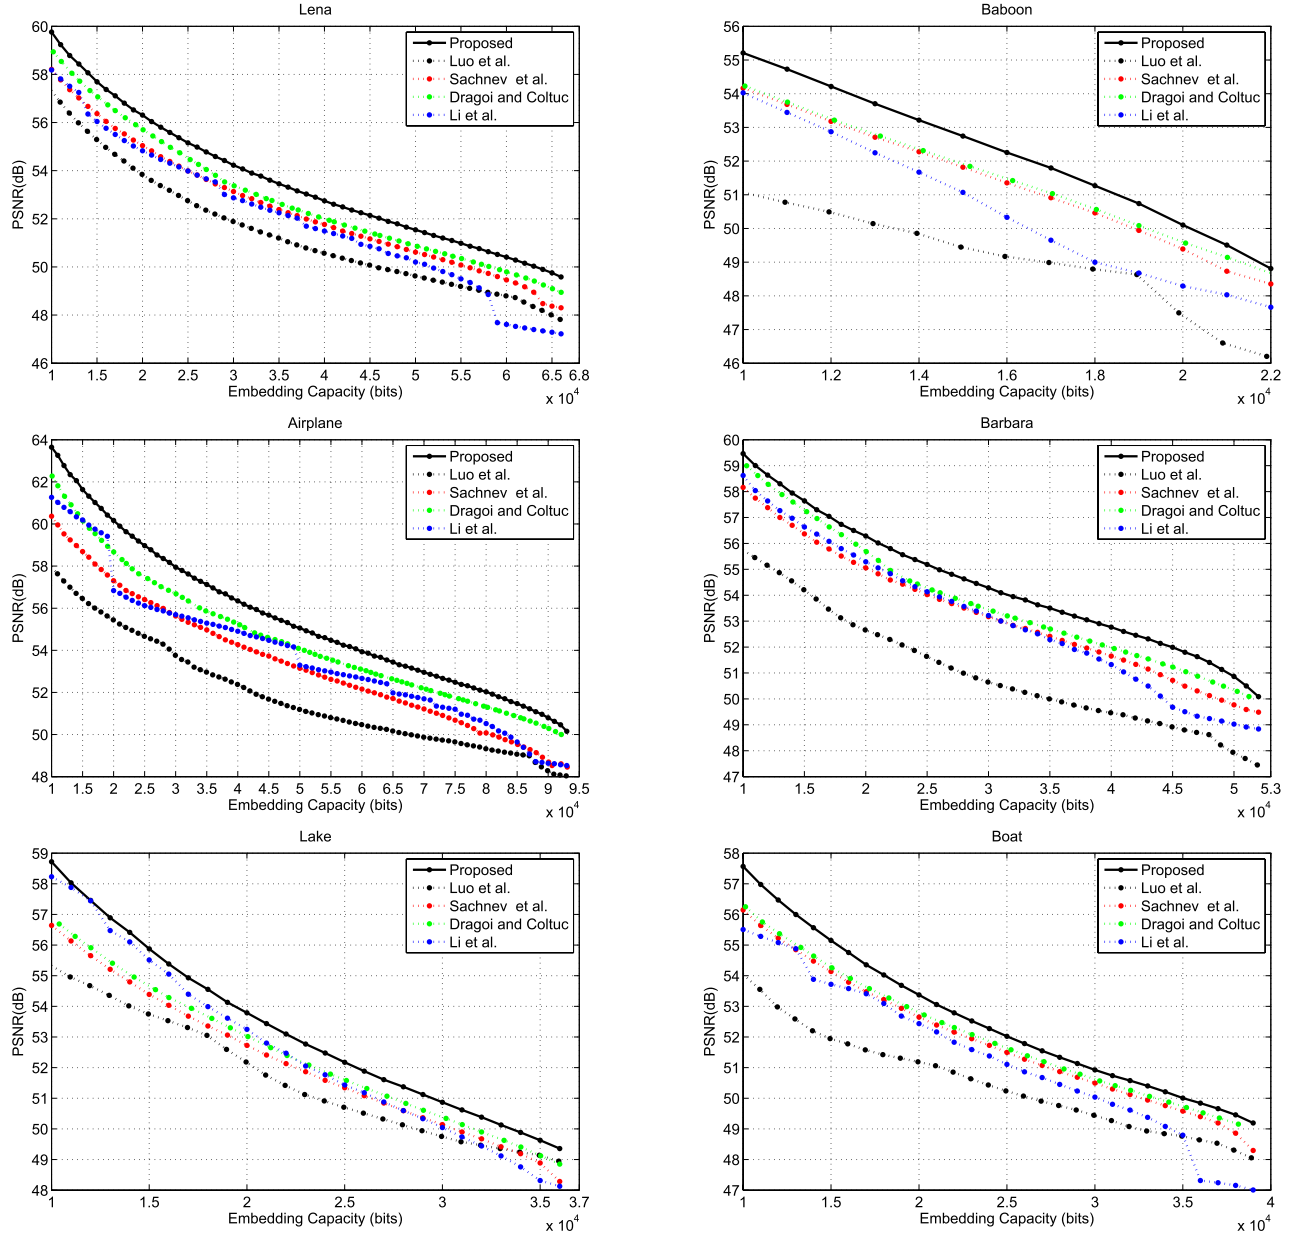 Lena
60
58
56
54
52
50
48
46
PSNR(dB)
Proposed
Luo et al.
Sachnev et al.
Dragoi and Coltuc
Li et al.
10 1.5 2 2.5 3 3.5 4 4.5 5 5.5 6 6.5 6.8
Embedding Capacity (bits)
x 10^4
Baboon
56
55
54
53
52
51
50
49
48
47
46
PSNR(dB)
Proposed
Luo et al.
Sachnev et al.
Dragoi and Coltuc
Li et al.
10 1.2 1.4 1.6 1.8 2 2.2
Embedding Capacity (bits)
x 10^4
Airplane
64
62
60
58
56
54
52
50
48
PSNR(dB)
Proposed
Luo et al.
Sachnev et al.
Dragoi and Coltuc
Li et al.
10 1.5 2 2.5 3 3.5 4 4.5 5 5.5 6 6.5 7 7.5 8 8.5 9 9.5
Embedding Capacity (bits)
x 10^4
Barbara
60
59
58
57
56
55
54
53
52
51
50
49
48
47
PSNR(dB)
Proposed
Luo et al.
Sachnev et al.
Dragoi and Coltuc
Li et al.
10 1.5 2 2.5 3 3.5 4 4.5 5 5.3
Embedding Capacity (bits)
x 10^4
Lake
59
58
57
56
55
54
53
52
51
50
49
48
PSNR(dB)
Proposed
Luo et al.
Sachnev et al.
Dragoi and Coltuc
Li et al.
10 1.5 20 2.5 30 3.5 3.7
Embedding Capacity (bits)
x 10^4
Boat
58
57
56
55
54
53
52
51
50
49
48
47
PSNR(dB)
Proposed
Luo et al.
Sachnev et al.
Dragoi and Coltuc
Li et al.
10 1.5 20 2.5 30 3.5 4
Embedding Capacity (bits)
x 10^4